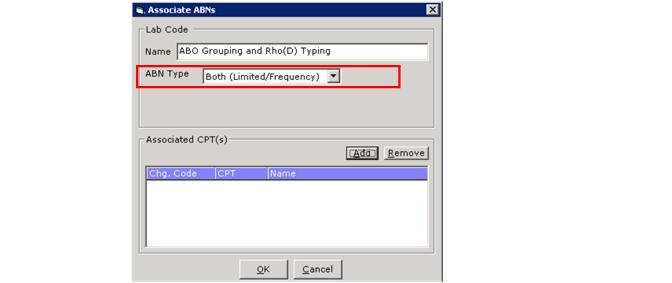 Associate ABNs
Lab Code
Name ABO Grouping and Rho(D) Typing
ABN Type Both (Limited/Frequency)
Associated CPT(s)
Add Remove
Chg. Code CPT Name
OK Cancel